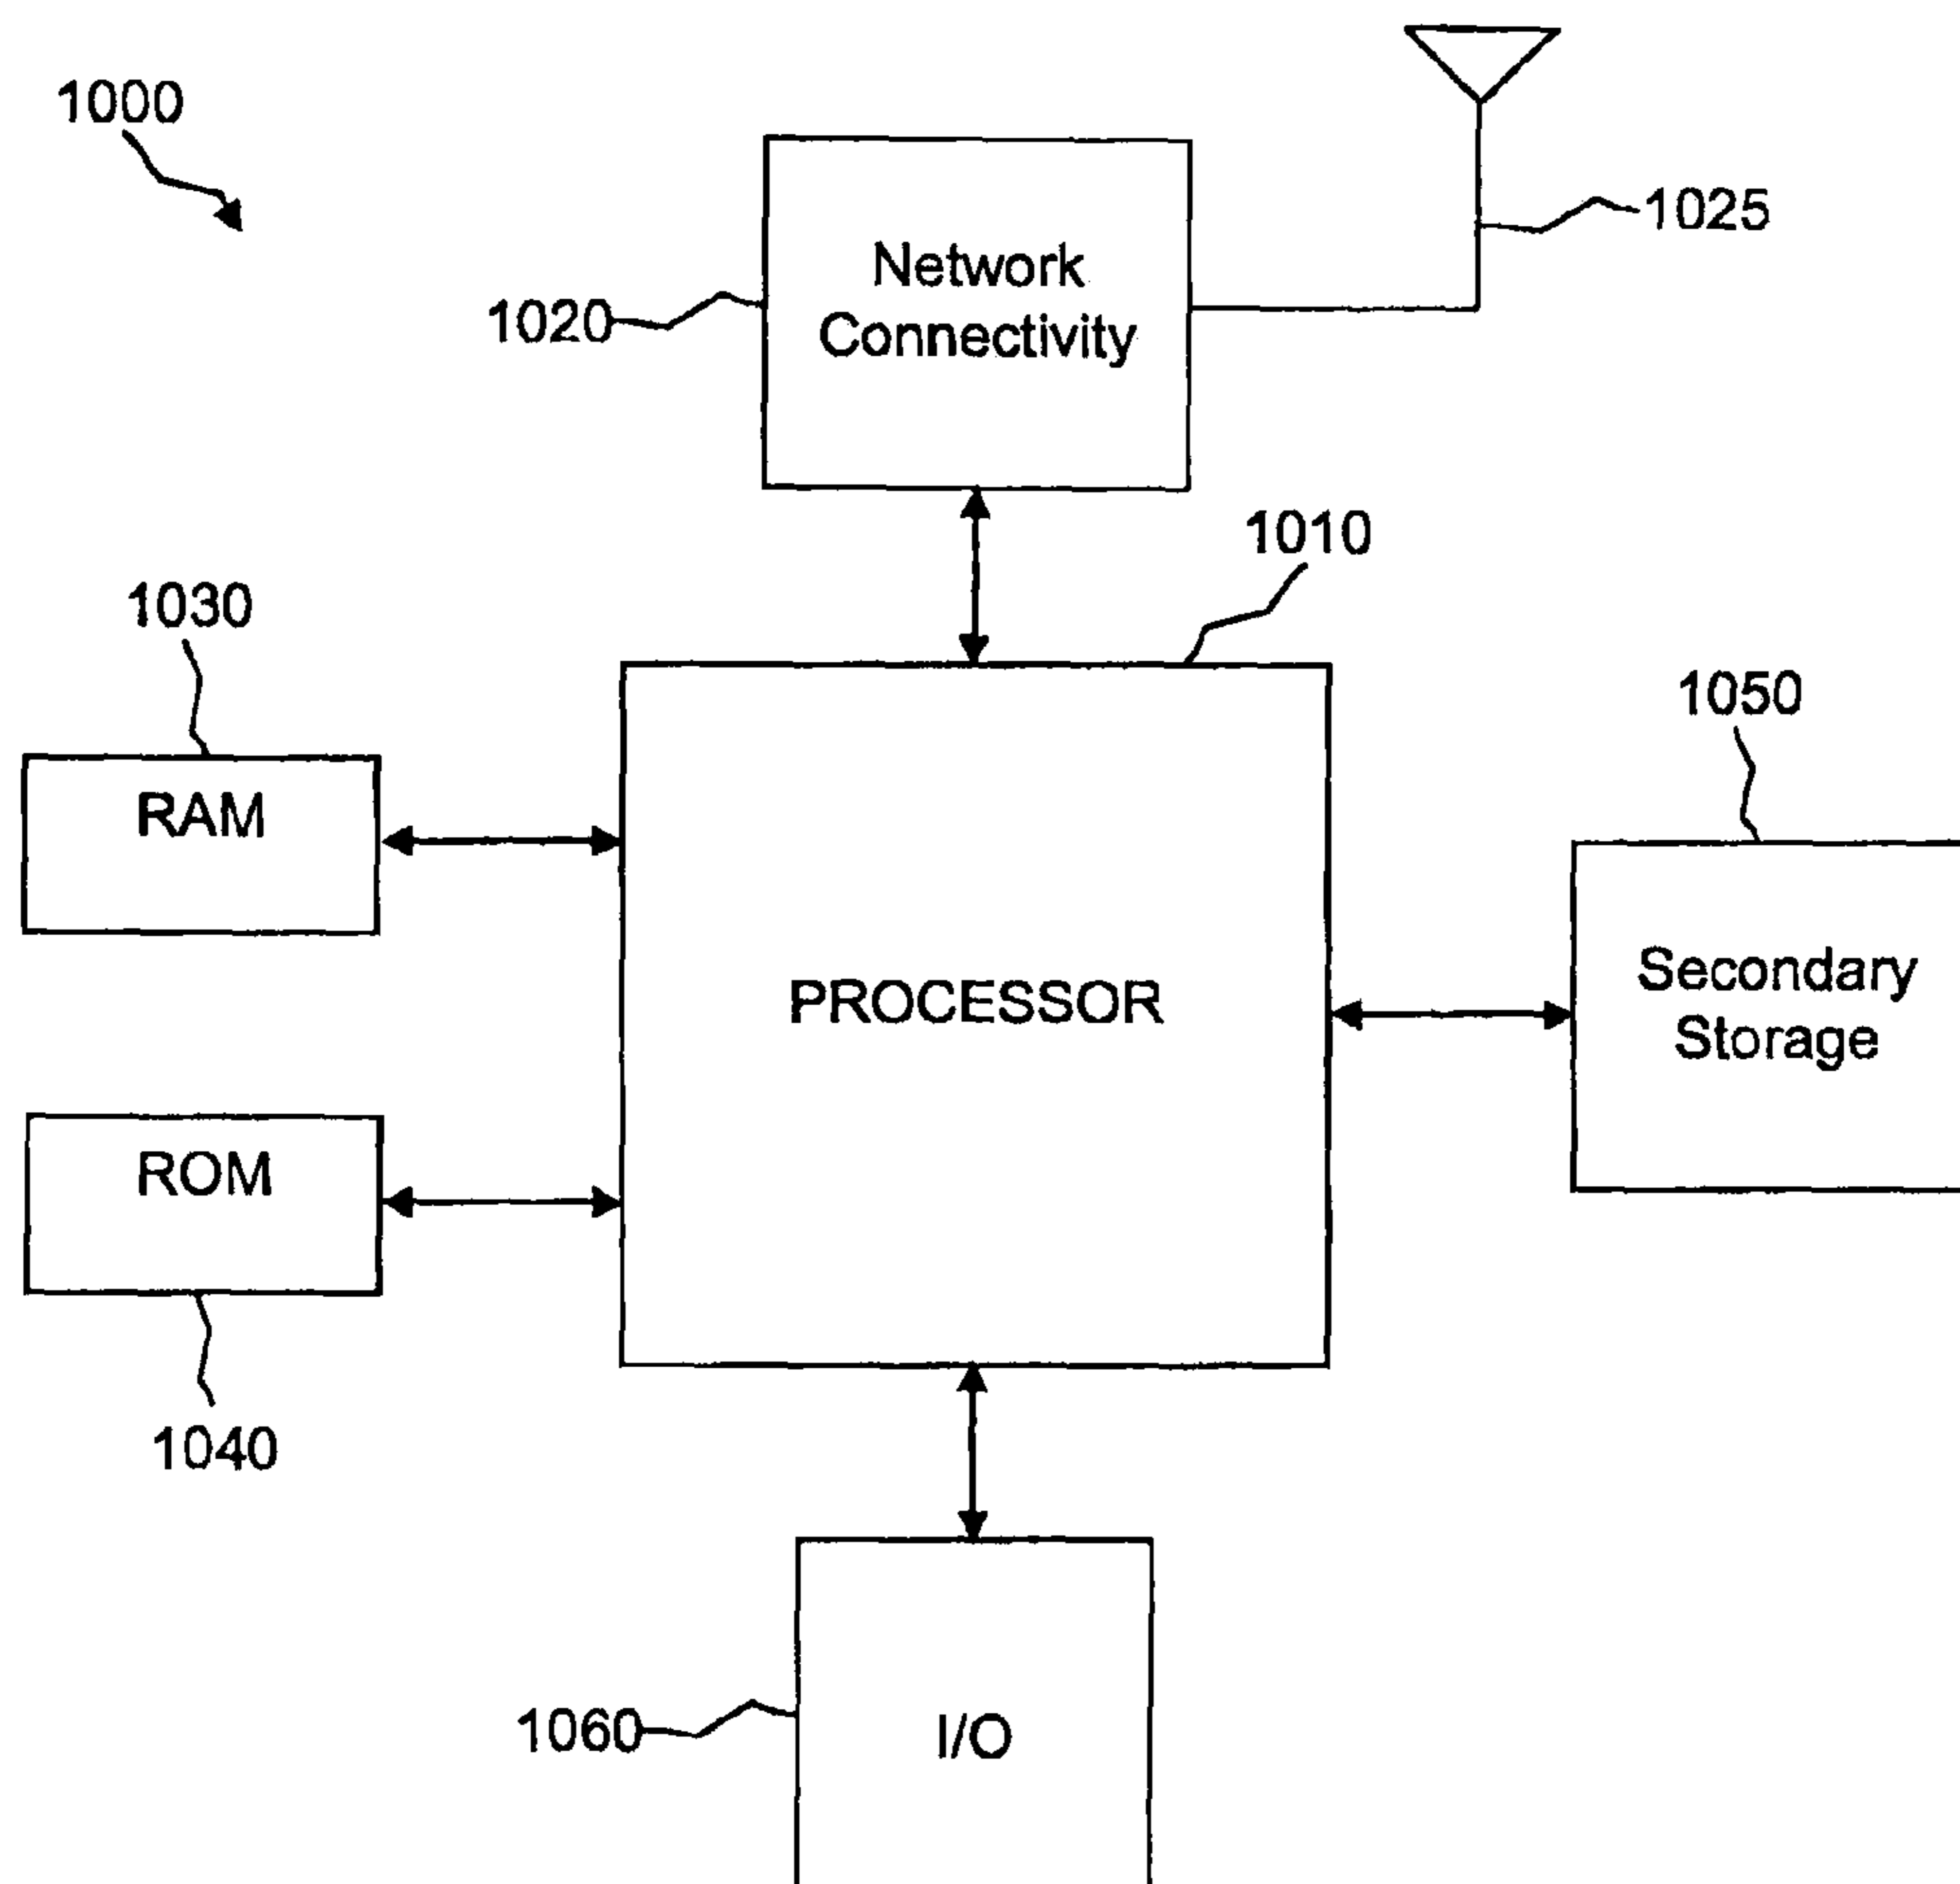 1000
1025
Network
Connectivity
1020
1010
1030
1050
RAM
PROCESSOR
Secondary
Storage
ROM
1040
1060
I/O